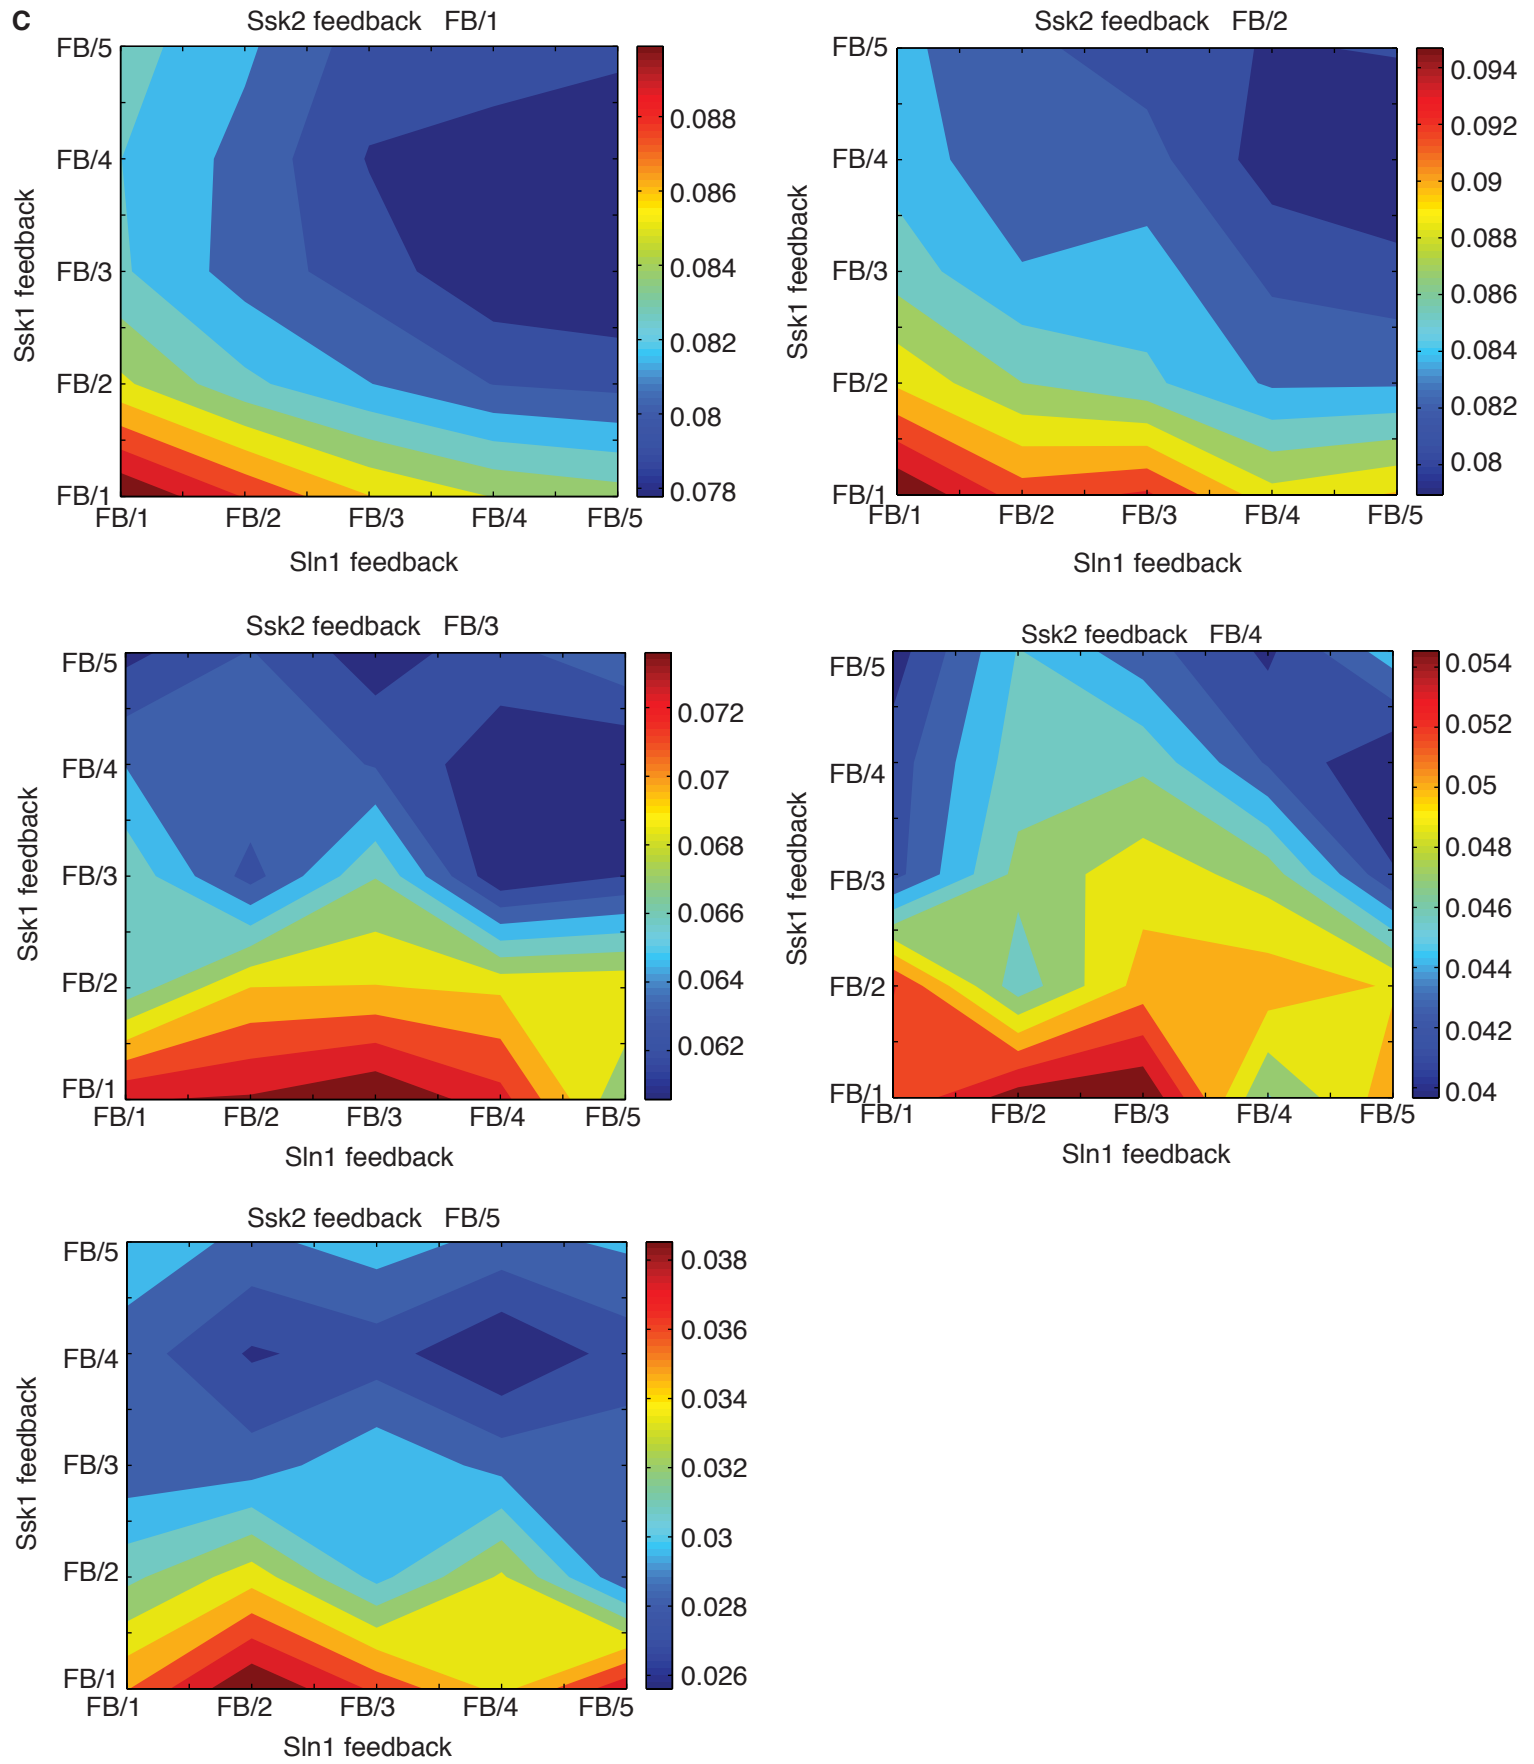 C
Ssk2 feedback FB/1
FB/5
FB/4
FB/3
FB/2
FB/1
Ssk1 feedback
FB/1 FB/2 FB/3 FB/4 FB/5
Sln1 feedback
0.088
0.086
0.084
0.082
0.08
0.078
Ssk2 feedback FB/2
FB/5
FB/4
FB/3
FB/2
FB/1
Ssk1 feedback
FB/1 FB/2 FB/3 FB/4 FB/5
Sln1 feedback
0.094
0.092
0.09
0.088
0.086
0.084
0.082
0.08
Ssk2 feedback FB/3
FB/5
FB/4
FB/3
FB/2
FB/1
Ssk1 feedback
FB/1 FB/2 FB/3 FB/4 FB/5
Sln1 feedback
0.072
0.07
0.068
0.066
0.064
0.062
Ssk2 feedback FB/4
FB/5
FB/4
FB/3
FB/2
FB/1
Ssk1 feedback
FB/1 FB/2 FB/3 FB/4 FB/5
Sln1 feedback
0.054
0.052
0.05
0.048
0.046
0.044
0.042
0.04
Ssk2 feedback FB/5
FB/5
FB/4
FB/3
FB/2
FB/1
Ssk1 feedback
FB/1 FB/2 FB/3 FB/4 FB/5
Sln1 feedback
0.038
0.036
0.034
0.032
0.03
0.028
0.026